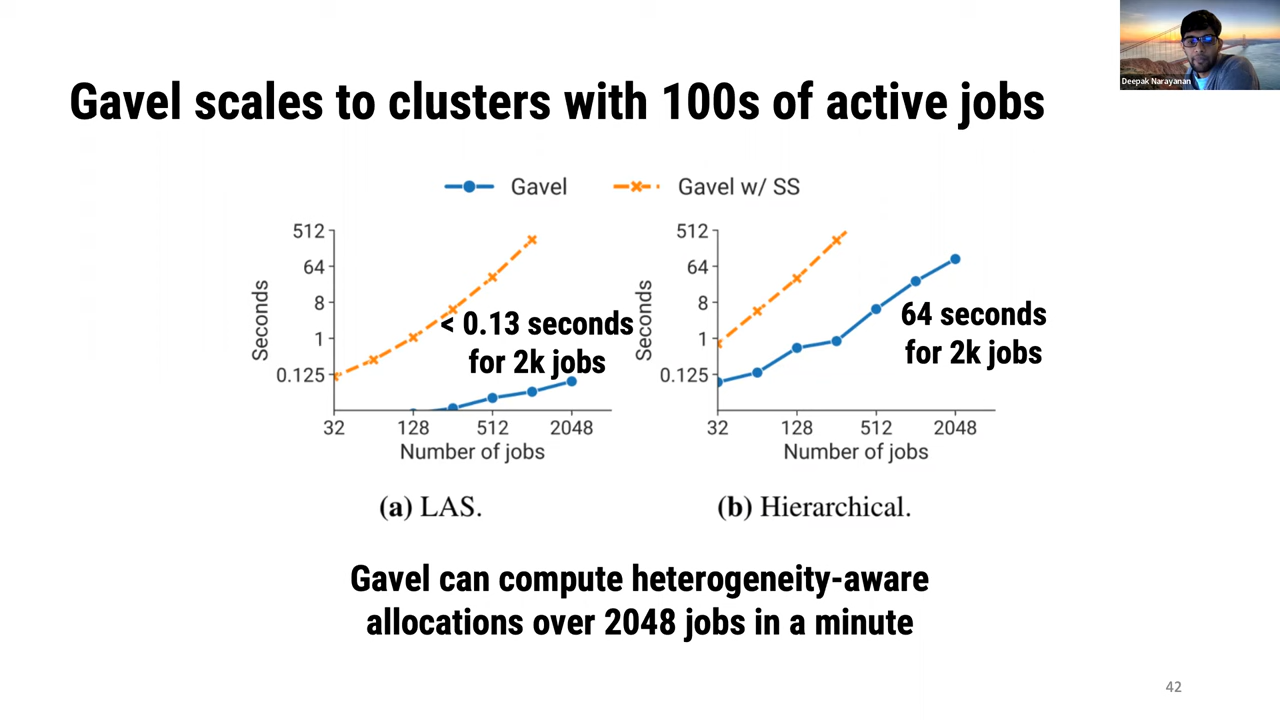 Deepak Narayanan
Gavel scales to clusters with 100s of active jobs
Gavel
Gavel w/ SS
512
64
8
1
0.125
Seconds
32
128
512
2048
Number of jobs
< 0.13 seconds
for 2k jobs
(a) LAS.
512
64
8
1
0.125
Seconds
32
128
512
2048
Number of jobs
64 seconds
for 2k jobs
(b) Hierarchical.
Gavel can compute heterogeneity-aware
allocations over 2048 jobs in a minute
42